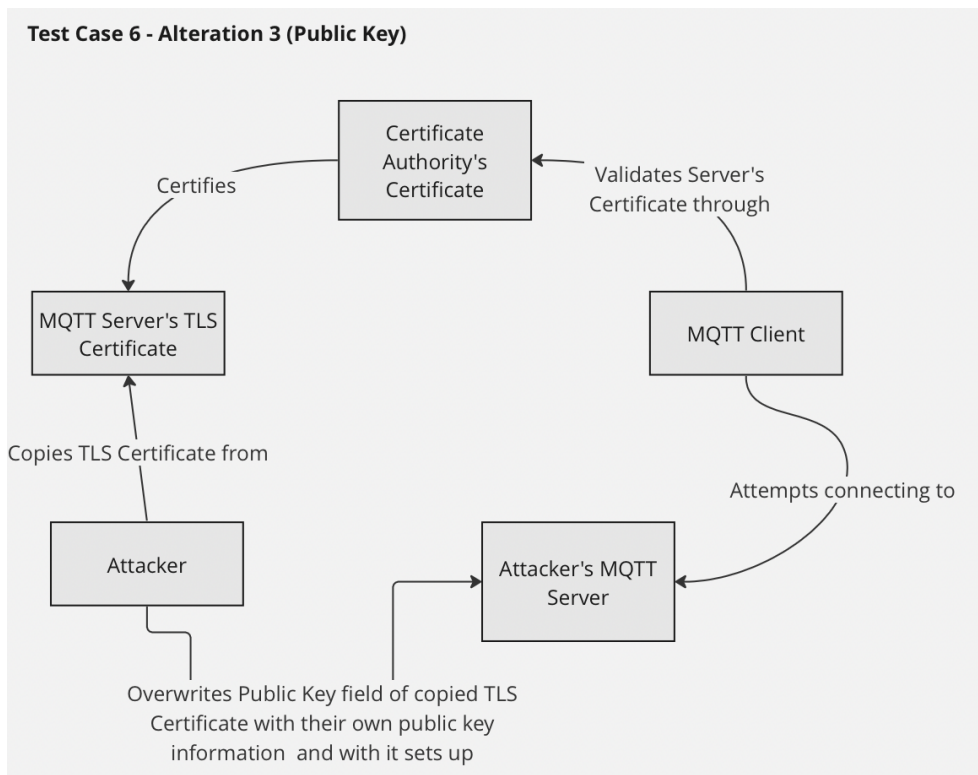 Test Case 6 - Alteration 3 (Public Key)
Certificate
Authority's
Certificate
Certifies
Validates Server's
Certificate through
MQTT Server's TLS
Certificate
MQTT Client
Copies TLS Certificate from
Attempts connecting to
Attacker
Attacker's MQTT
Server
Overwrites Public Key field of copied TLS
Certificate with their own public key
information  and with it sets up